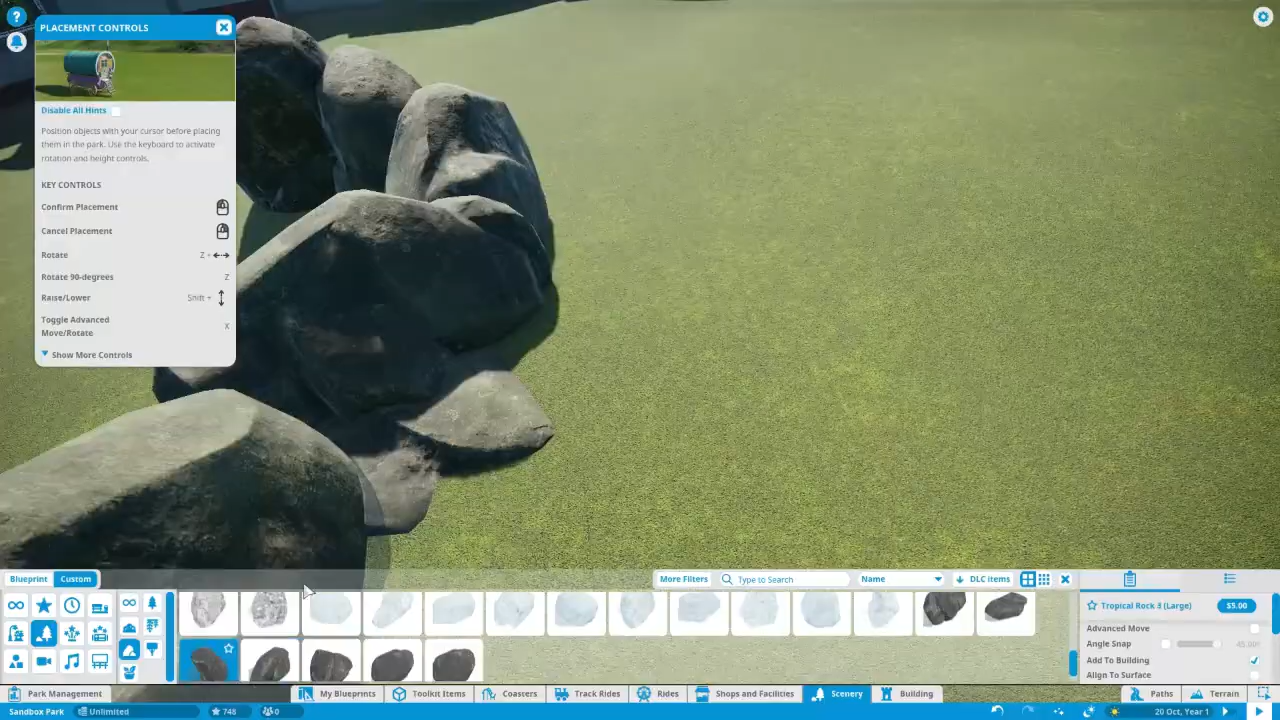 ?
PLACEMENT CONTROLS
Disable All Hints
Position objects with your cursor before placing
them in the park. Use the keyboard to activate
rotation and height controls.
KEY CONTROLS
Confirm Placement
Cancel Placement
Rotate Z +
Rotate 90-degrees Z
Raise/Lower Shift +
Toggle Advanced
Move/Rotate X
Show More Controls
Blueprint Custom More Filters Type to Search Name DLC items
Tropical Rock 3 (Large) $5.00
Advanced Move
Angle Snap 45.00°
Add To Building
Align To Surface
Park Management My Blueprints Toolkit Items Coasters Track Rides Rides Shops and Facilities Scenery Building Paths Terrain
Sandbox Park Unlimited 748 0 20 Oct, Year 1